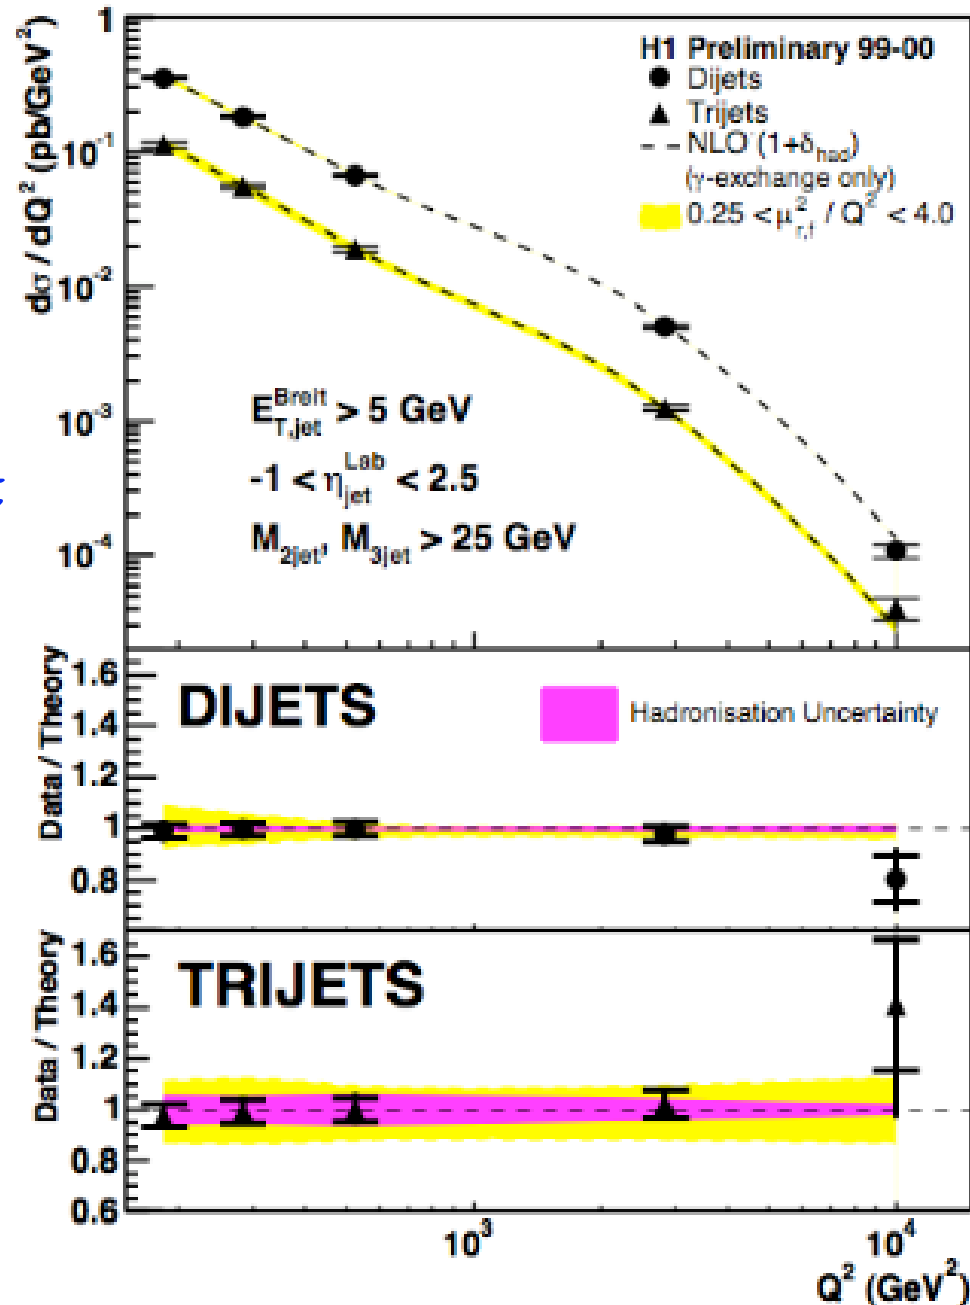 dσ / dQ² (pb/GeV²)
1
10⁻¹
10⁻²
10⁻³
10⁻⁴
H1 Preliminary 99-00
Dijets
Trijets
NLO (1+δhad)
(γ-exchange only)
0.25 < μ²r,f / Q² < 4.0
E^Breit_T,jet > 5 GeV
-1 < η^Lab_jet < 2.5
M2jet, M3jet > 25 GeV
Data / Theory
1.6
1.4
1.2
1
0.8
DIJETS
Hadronisation Uncertainty
Data / Theory
1.6
1.4
1.2
1
0.8
0.6
TRIJETS
10³
10⁴
Q² (GeV²)